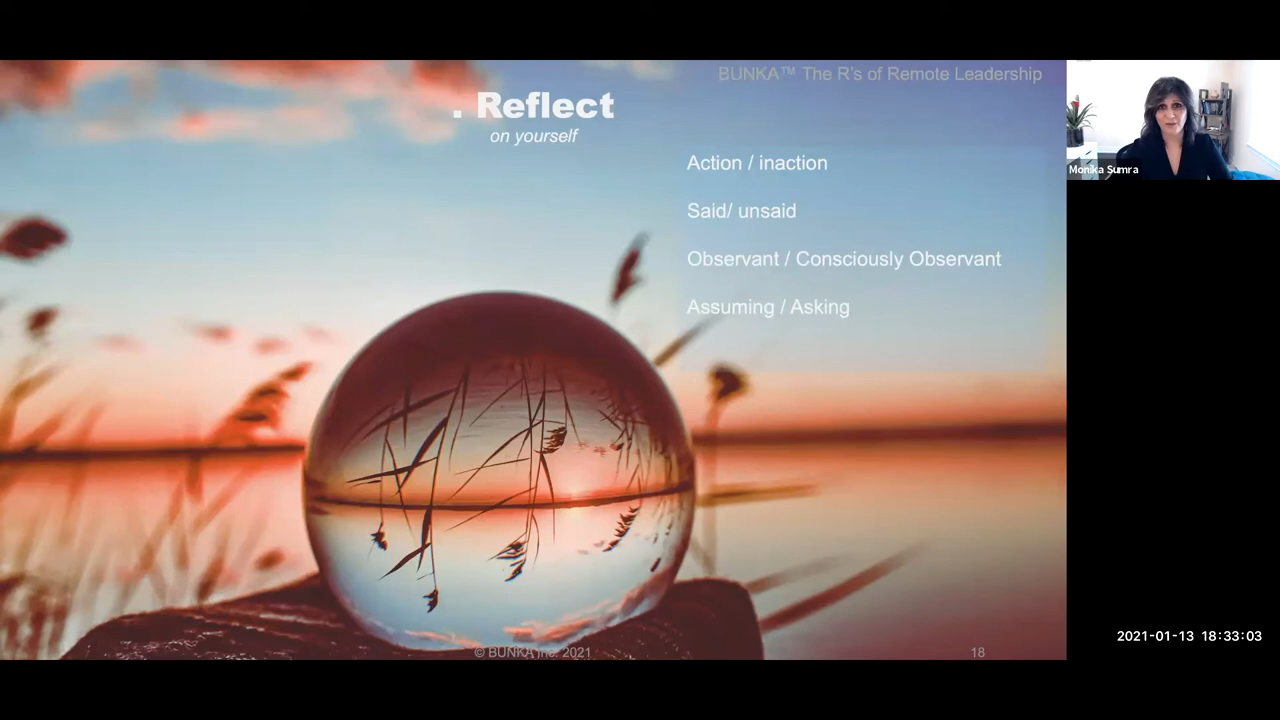 BUNKA™ The R's of Remote Leadership
. Reflect
on yourself
Action / inaction
Said/ unsaid
Observant / Consciously Observant
Assuming / Asking
Monika Sumra
2021-01-13 18:33:03
© BUNKA Inc. 2021
18